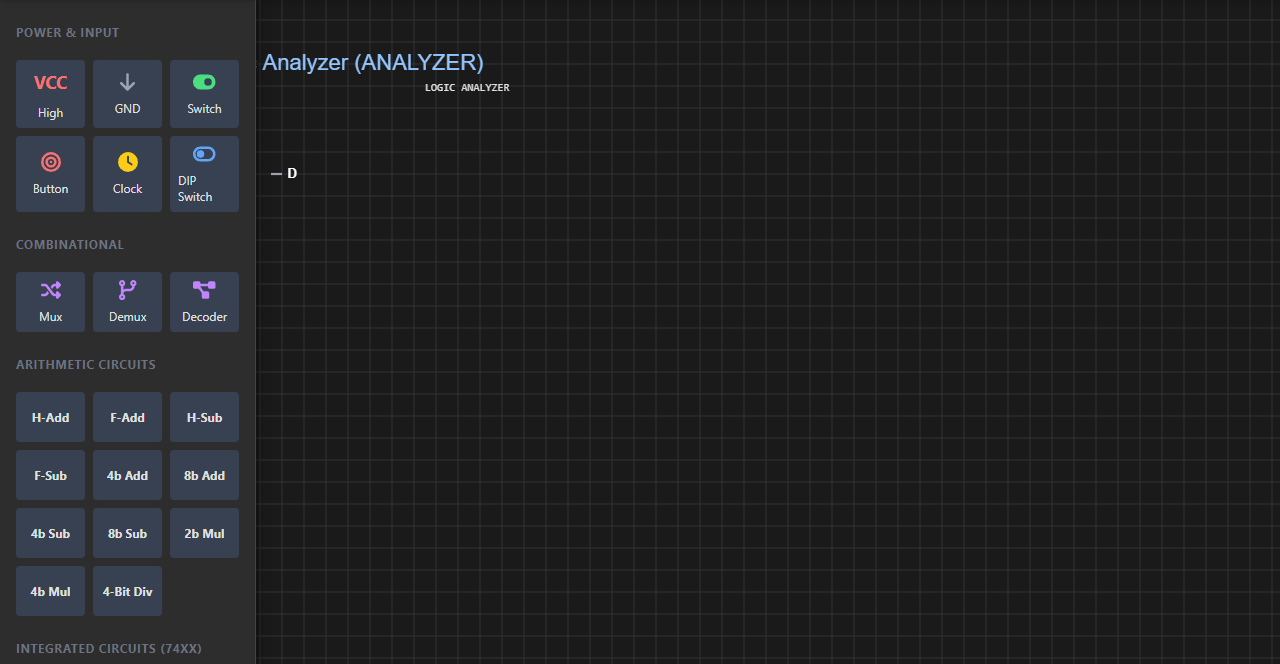 POWER & INPUT
VCC
High
GND
Switch
Button
Clock
DIP
Switch
COMBINATIONAL
Mux
Demux
Decoder
ARITHMETIC CIRCUITS
H-Add
F-Add
H-Sub
F-Sub
4b Add
8b Add
4b Sub
8b Sub
2b Mul
4b Mul
4-Bit Div
INTEGRATED CIRCUITS (74XX)
Analyzer (ANALYZER)
LOGIC ANALYZER
D